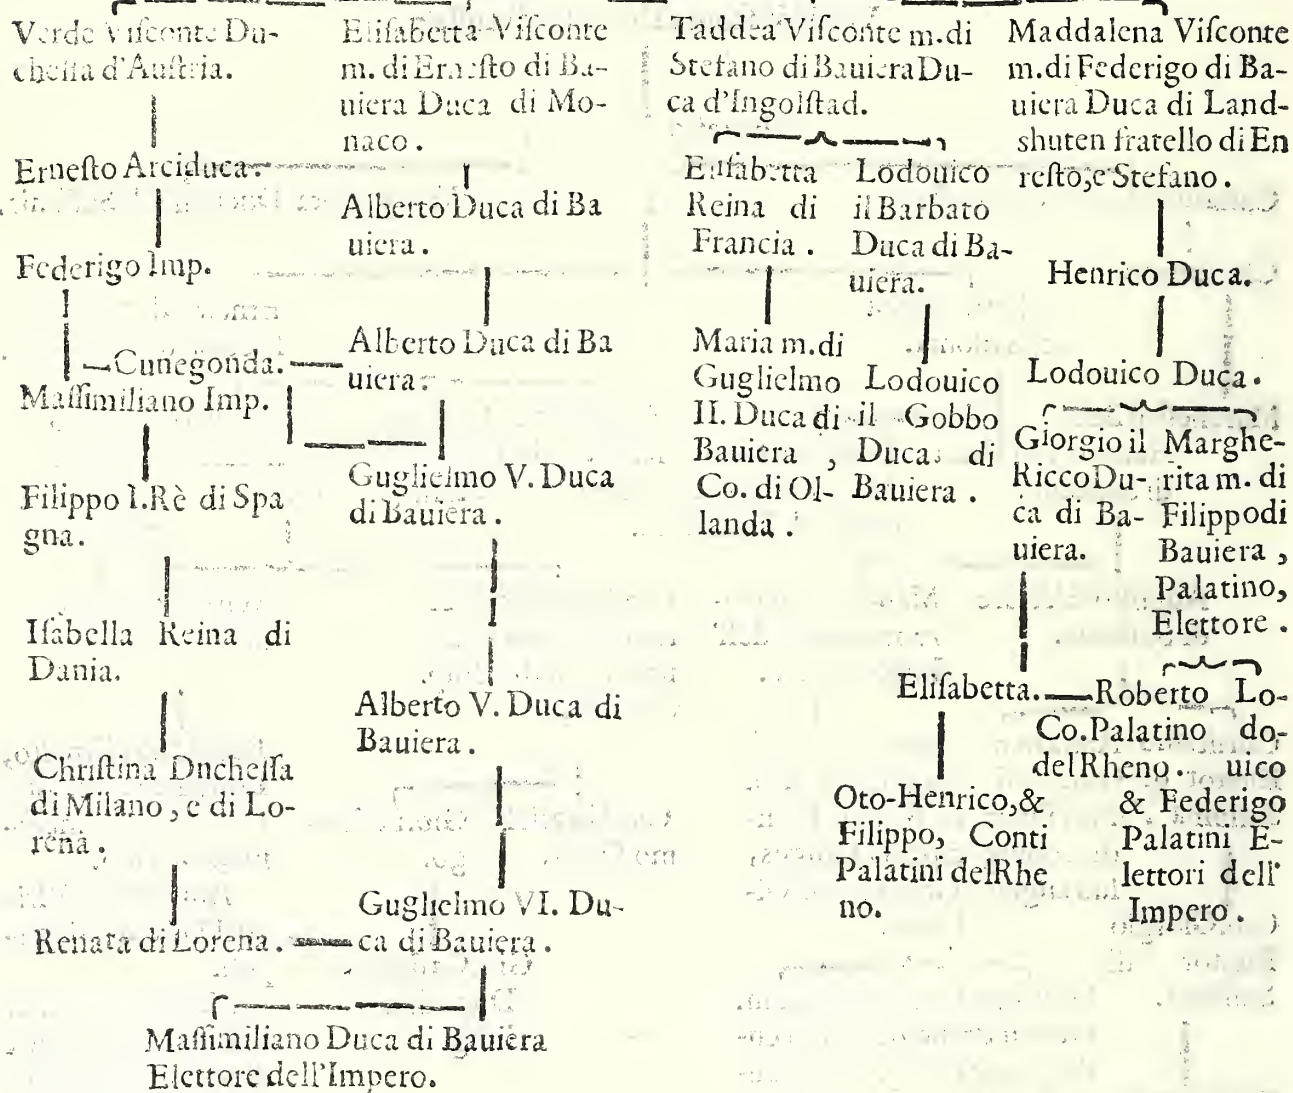 Verde Viſconte Du-
cheſſa d'Auſtria.
Erneſto Arciduca.
Federigo Imp.
Cunegonda.
Maſſimiliano Imp.
Filippo I. Rè di Spa
gna.
Iſabella Reina di
Dania.
Chriſtina Ducheſſa
di Milano, e di Lo-
rena.
Renata di Lorena.
Eliſabetta Viſconte
m. di Erneſto di Ba-
uiera Duca di Mo-
naco.
Alberto Duca di Ba
uiera.
Alberto Duca di Ba
uiera.
Guglielmo V. Duca
di Bauiera.
Alberto V. Duca di
Bauiera.
Guglielmo VI. Du-
ca di Bauiera.
Maſſimiliano Duca di Bauiera
Elettore dell'Impero.
Taddea Viſconte m. di
Stefano di Bauiera Du-
ca d'Ingolſtad.
Eliſabetta
Reina di
Francia.
Maria m. di
Guglielmo
II. Duca di
Bauiera,
Co. di Ol-
landa.
Lodouico
il Barbato
Duca di Ba-
uiera.
Lodouico
il Gobbo
Duca di
Bauiera.
Maddalena Viſconte
m. di Federigo di Ba-
uiera Duca di Land-
shuten fratello di En
reſto, e Stefano.
Henrico Duca.
Lodouico Duca.
Giorgio il
Ricco Du-
ca di Ba-
uiera.
Marghe-
rita m. di
Filippo di
Bauiera,
Palatino,
Elettore.
Eliſabetta.
Roberto
Co. Palatino
del Rheno.
Lo-
do-
uico
& Federigo
Palatini E-
lettori dell'
Impero.
Oto-Henrico, &
Filippo, Conti
Palatini del Rhe
no.